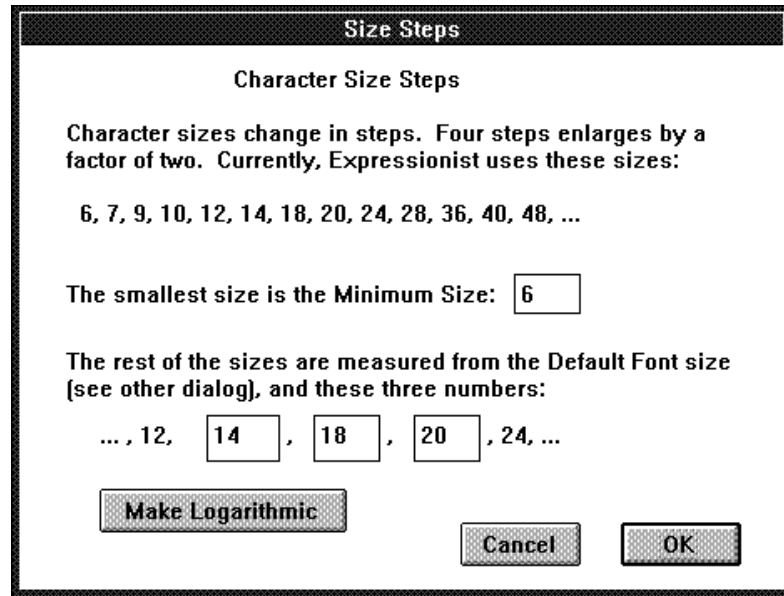 Size Steps
Character Size Steps
Character sizes change in steps.  Four steps enlarges by a
factor of two.  Currently, Expressionist uses these sizes:
6, 7, 9, 10, 12, 14, 18, 20, 24, 28, 36, 40, 48, ...
The smallest size is the Minimum Size: 6
The rest of the sizes are measured from the Default Font size
(see other dialog), and these three numbers:
... , 12, 14 , 18 , 20 , 24, ...
Make Logarithmic
Cancel OK